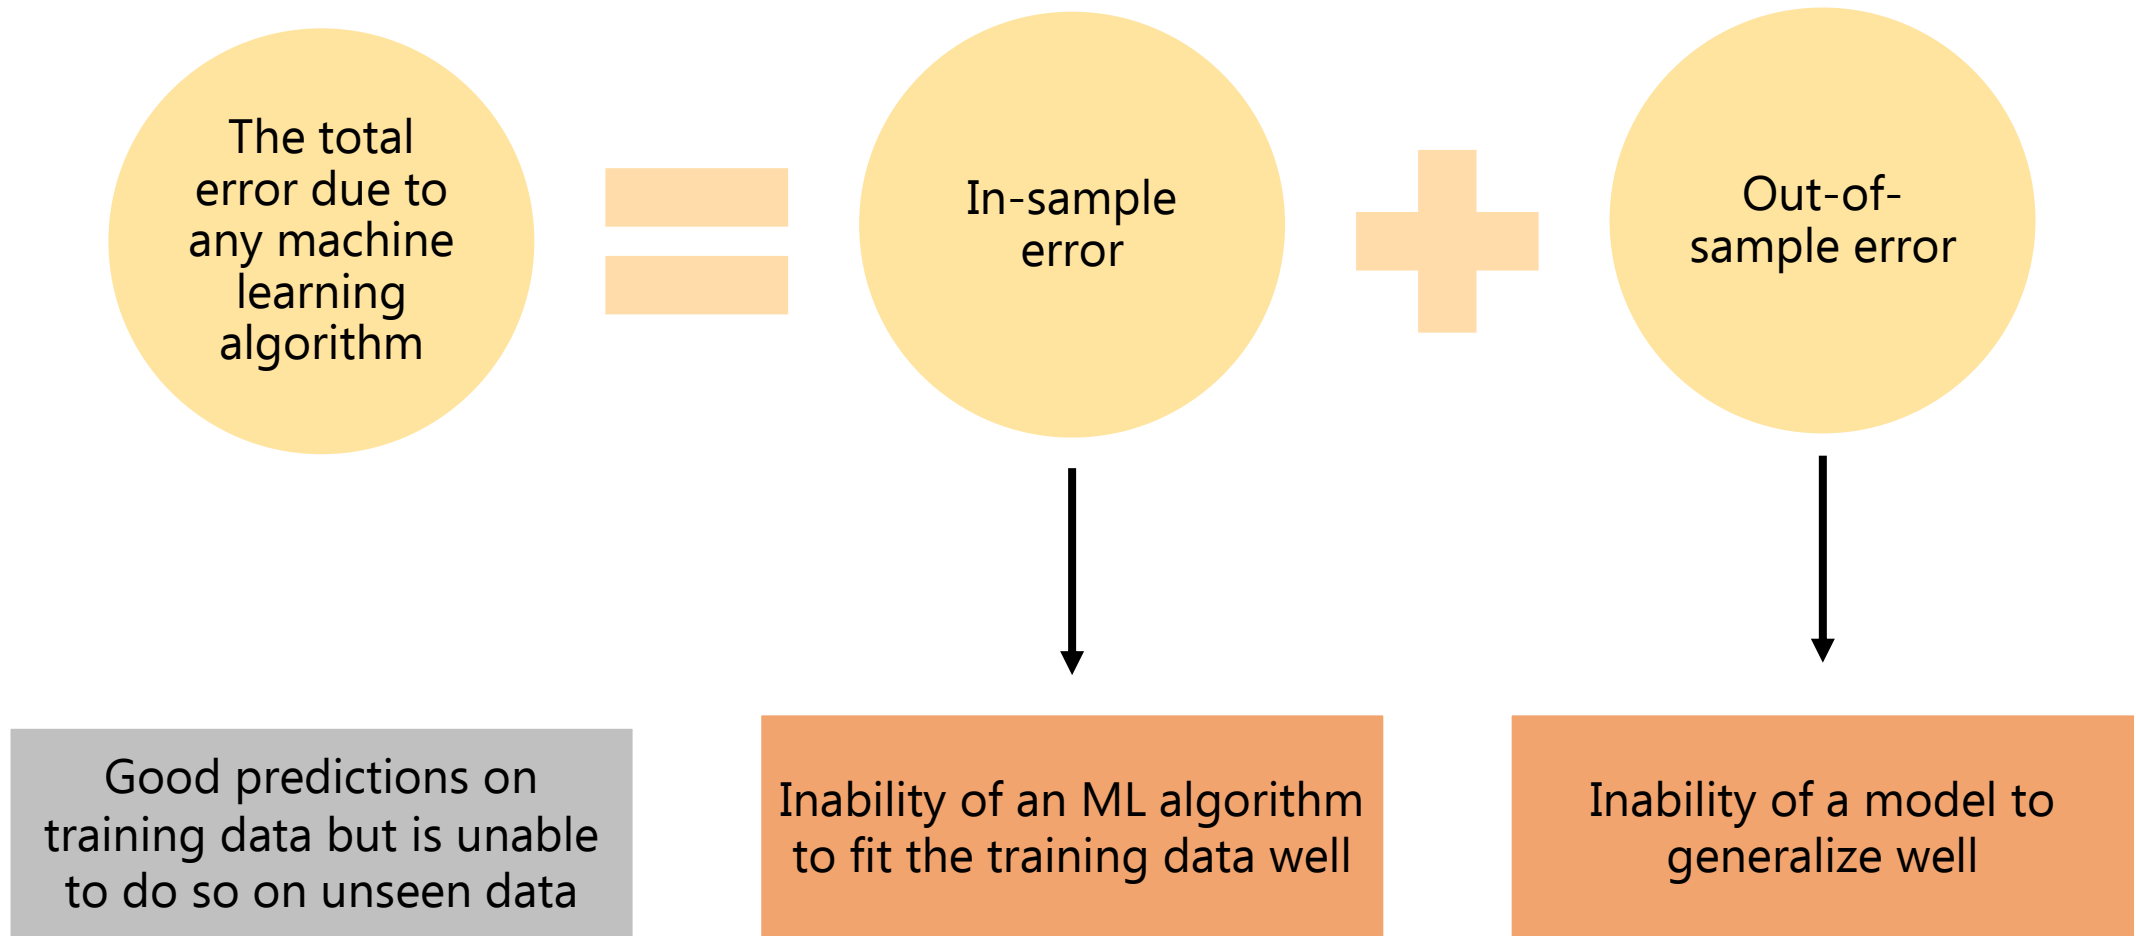 The total
error due to
any machine
learning
algorithm
In-sample
error
Out-of-
sample error
Good predictions on
training data but is unable
to do so on unseen data
Inability of an ML algorithm
to fit the training data well
Inability of a model to
generalize well